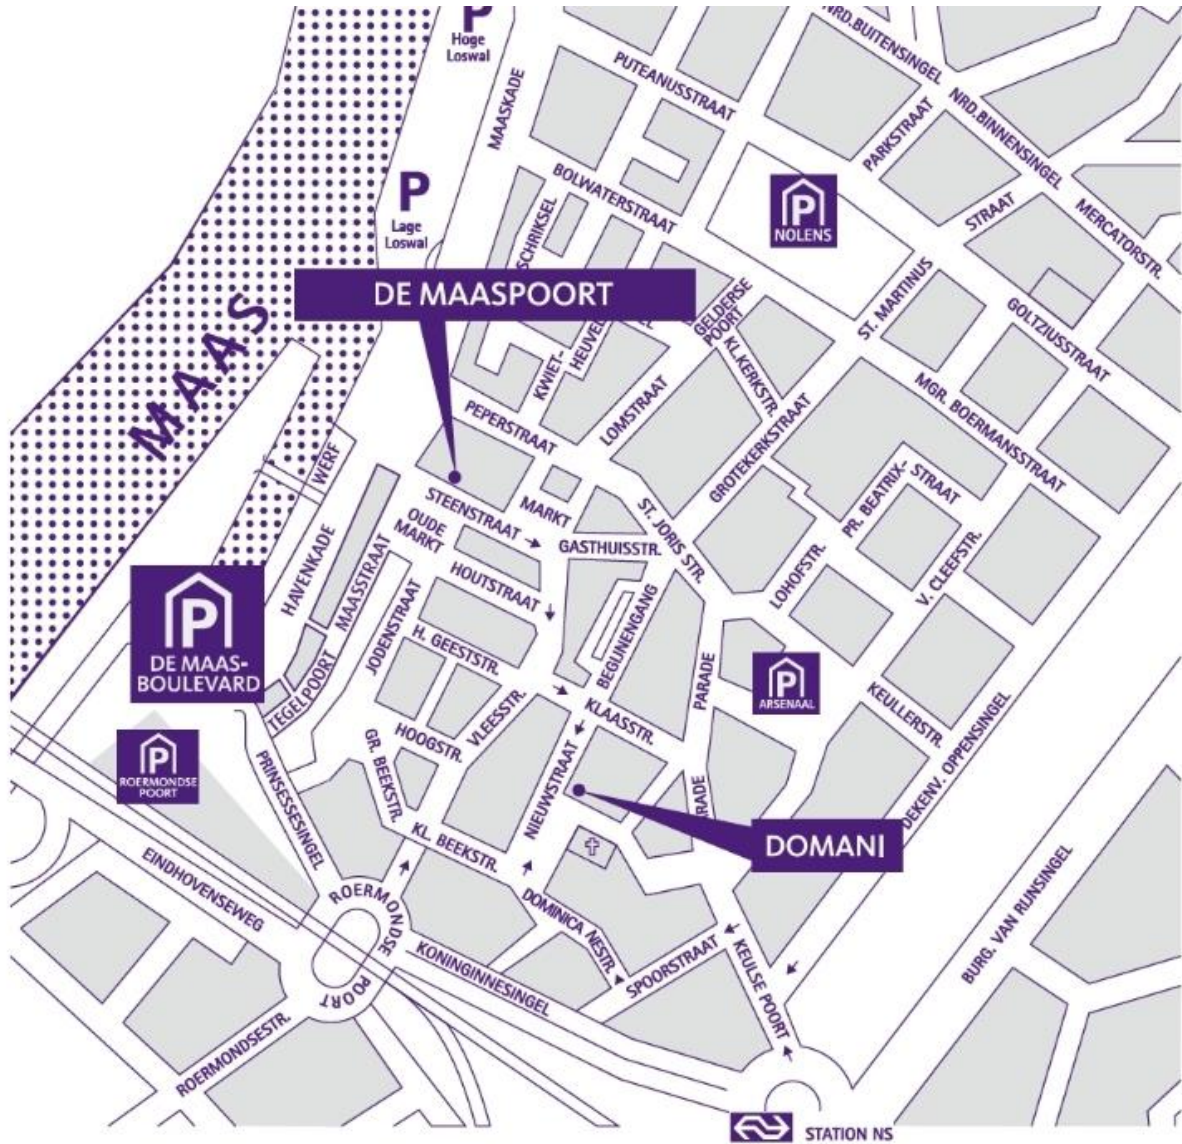 P
Hoge
Loswal
NRD.BUITENSINGEL
PUTEANUSSTRAAT
NRD.BINNENSINGEL
MAASKADE
PARKSTRAAT
P
Lage
Loswal
BOLWATERSTRAAT
P
NOLENS
STRAAT
MERCATORSTR.
SCHRIKSEL
DE MAASPOORT
GELDERSE
POORT
ST. MARTINUS
GOLTZIUSSTRAAT
MAAS
HEUVEL
KWIET-
KL.KERKSTR.
LOMSTRAAT
MGR. BOERMANSSTRAAT
PEPERSTRAAT
GROTEKERKSTRAAT
WERF
STEENSTRAAT
MARKT
PR. BEATRIX-
STRAAT
OUDE
MARKT
GASTHUISSTR.
ST. JORIS STR.
HAVENKADE
MAASSTRAAT
HOUTSTRAAT
LOHOFSTR.
V. CLEEFSTR.
P
DE MAAS-
BOULEVARD
JODENSTRAAT
H. GEESTSTR.
BEGIJNENGANG
TEGELPOORT
PARADE
P
ARSENAAL
KEULLERSTR.
VLEESSTR.
KLAASSTR.
HOOGSTR.
GR. BEEKSTR.
P
ROERMONDSE
POORT
PRINSESSESINGEL
NIEUWSTRAAT
DEKENV. OPPENSINGEL
KL. BEEKSTR.
DOMANI
EINDHOVENSEWEG
ROERMONDSE
POORT
DOMINICA NESTR.
KONINGINNESINGEL
SPOORSTRAAT
KEULSE POORT
BURG. VAN RIJNSINGEL
ROERMONDSESTR.
STATION NS